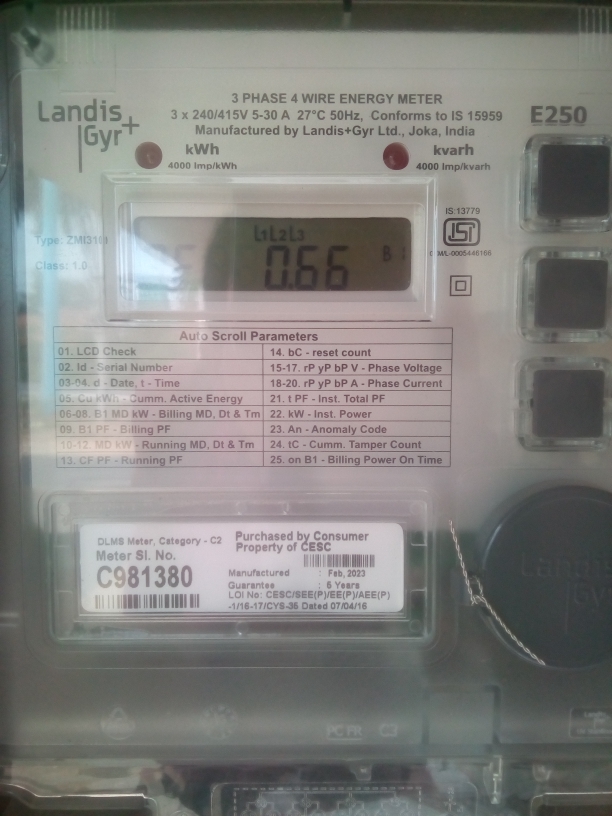 Landis
Gyr+
3 PHASE 4 WIRE ENERGY METER
3 x 240/415V 5-30 A 27°C 50Hz, Conforms to IS 15959
Manufactured by Landis+Gyr Ltd., Joka, India
E250
kWh
4000 Imp/kWh
kvarh
4000 Imp/kvarh
Class: 1.0
L1L2L3
0.66
B1
IS:13779
Auto Scroll Parameters
01. LCD Check
02. Id - Serial Number
03-04. d - Date, t - Time
05. Cu kWh - Cumm. Active Energy
06-08. B1 MD kW - Billing MD, Dt & Tm
09. B1 PF - Billing PF
10-12. MD kW - Running MD, Dt & Tm
13. CF PF - Running PF
14. bC - reset count
15-17. rP yP bP V - Phase Voltage
18-20. rP yP bP A - Phase Current
21. t PF - Inst. Total PF
22. kW - Inst. Power
23. An - Anomaly Code
24. tC - Cumm. Tamper Count
25. on B1 - Billing Power On Time
DLMS Meter, Category - C2
Meter Sl. No.
C981380
Purchased by Consumer
Property of CESC
Manufactured : Feb, 2023
Guarantee : 5 Years
LOI No: CESC/SEE(P)/EE(P)/AEE(P)
-1/16-17/CYS-35 Dated 07/04/16
Landis
Gyr